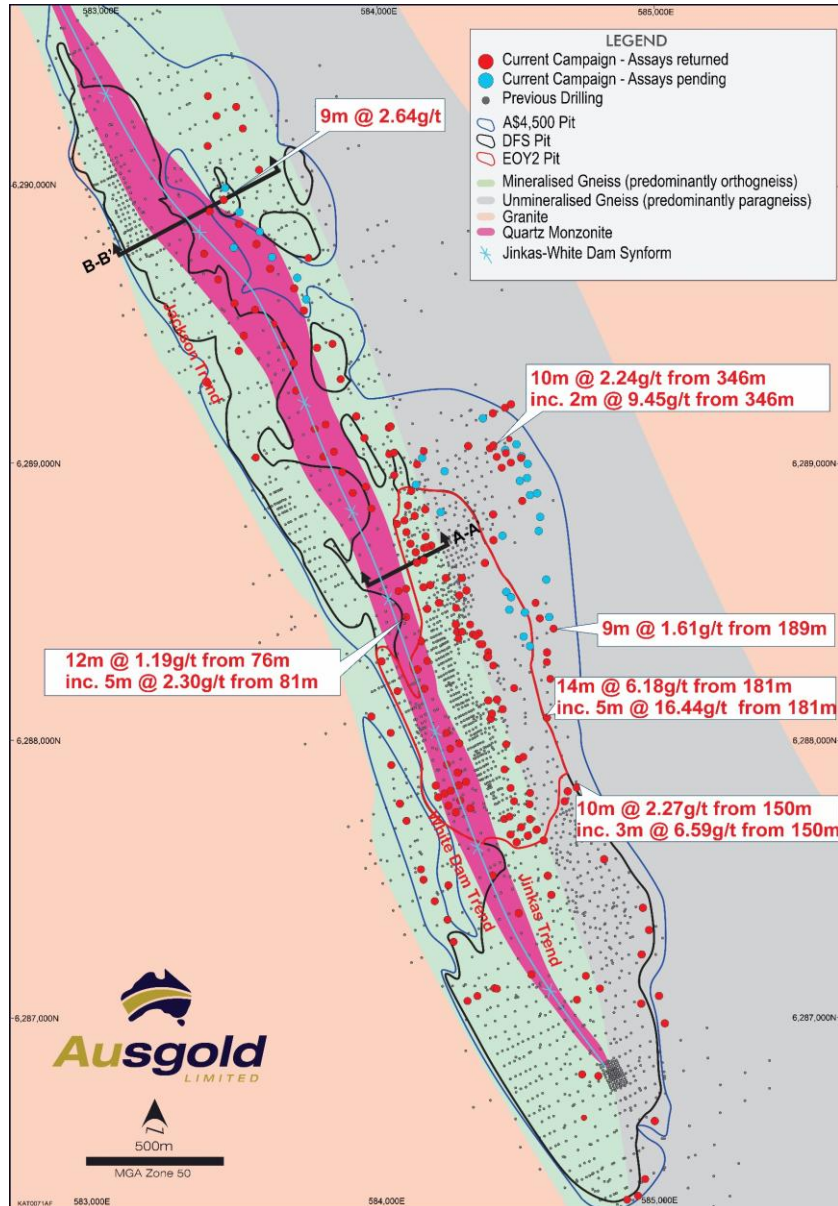 583,000E
584,000E
585,000E
LEGEND
Current Campaign - Assays returned
Current Campaign - Assays pending
Previous Drilling
A$4,500 Pit
DFS Pit
EOY2 Pit
Mineralised Gneiss (predominantly orthogneiss)
Unmineralised Gneiss (predominantly paragneiss)
Granite
Quartz Monzonite
Jinkas-White Dam Synform
9m @ 2.64g/t
6,290,000N
6,290,000N
B-B'
Jackson Trend
10m @ 2.24g/t from 346m
inc. 2m @ 9.45g/t from 346m
6,289,000N
6,289,000N
A-A
9m @ 1.61g/t from 189m
12m @ 1.19g/t from 76m
inc. 5m @ 2.30g/t from 81m
14m @ 6.18g/t from 181m
inc. 5m @ 16.44g/t from 181m
6,288,000N
6,288,000N
10m @ 2.27g/t from 150m
inc. 3m @ 6.59g/t from 150m
White Dam Trend
Jinkas Trend
6,287,000N
6,287,000N
Ausgold
LIMITED
500m
MGA Zone 50
KAT0071AF
583,000E
584,000E
585,000E